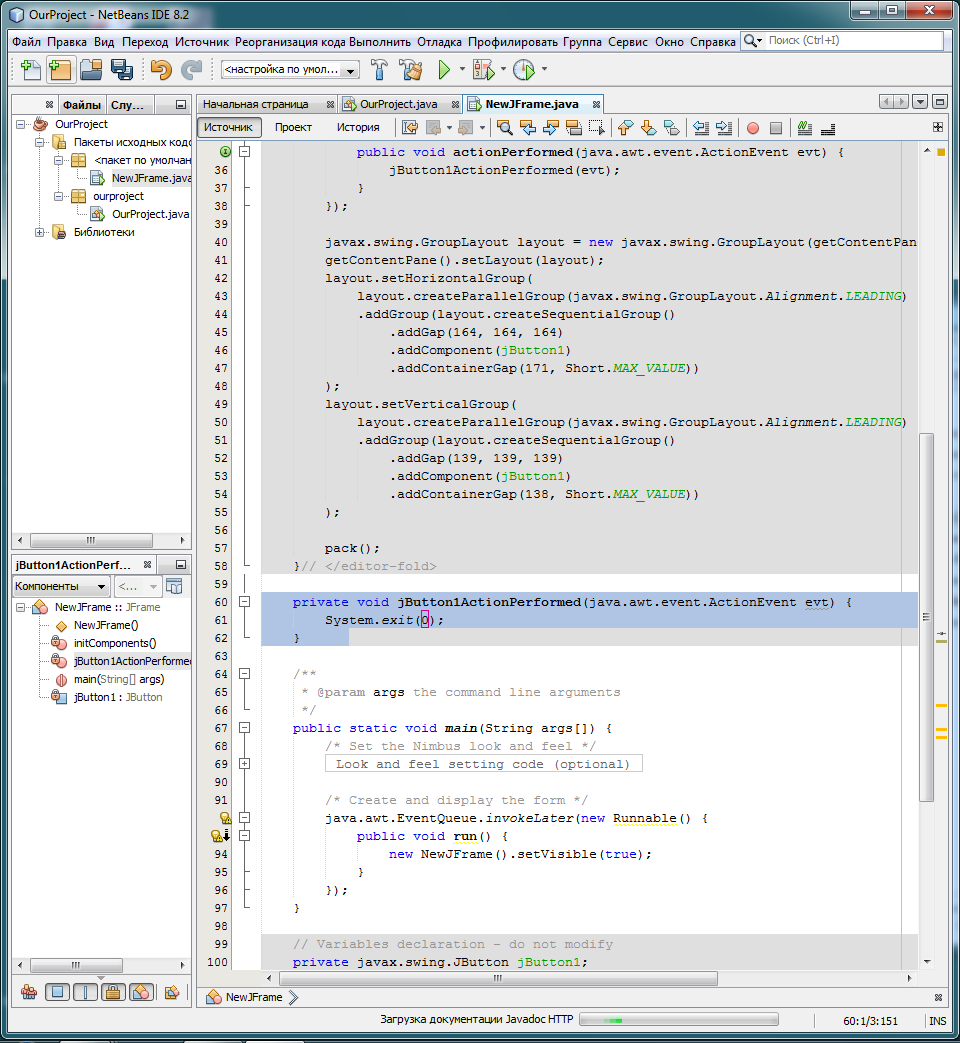 OurProject - NetBeans IDE 8.2
Файл Правка Вид Переход Источник Реорганизация кода Выполнить Отладка Профилировать Группа Сервис Окно Справка Поиск (Ctrl+I)
<настройка по умол...
Файлы Слу...
OurProject
Пакеты исходных кодо
<пакет по умолчан
NewJFrame.java
ourproject
OurProject.java
Библиотеки
jButton1ActionPerf...
Компоненты <...
NewJFrame :: JFrame
NewJFrame()
initComponents()
jButton1ActionPerformed
main(String[] args)
jButton1 : JButton
Начальная страница OurProject.java NewJFrame.java
Источник Проект История
public void actionPerformed(java.awt.event.ActionEvent evt) {
36 jButton1ActionPerformed(evt);
37 }
38 });
39
40 javax.swing.GroupLayout layout = new javax.swing.GroupLayout(getContentPan
41 getContentPane().setLayout(layout);
42 layout.setHorizontalGroup(
43 layout.createParallelGroup(javax.swing.GroupLayout.Alignment.LEADING)
44 .addGroup(layout.createSequentialGroup()
45 .addGap(164, 164, 164)
46 .addComponent(jButton1)
47 .addContainerGap(171, Short.MAX_VALUE))
48 );
49 layout.setVerticalGroup(
50 layout.createParallelGroup(javax.swing.GroupLayout.Alignment.LEADING)
51 .addGroup(layout.createSequentialGroup()
52 .addGap(139, 139, 139)
53 .addComponent(jButton1)
54 .addContainerGap(138, Short.MAX_VALUE))
55 );
56
57 pack();
58 }// </editor-fold>
59
60 private void jButton1ActionPerformed(java.awt.event.ActionEvent evt) {
61 System.exit(0);
62 }
63
64 /**
65 * @param args the command line arguments
66 */
67 public static void main(String args[]) {
68 /* Set the Nimbus look and feel */
69 Look and feel setting code (optional)
90
91 /* Create and display the form */
java.awt.EventQueue.invokeLater(new Runnable() {
public void run() {
94 new NewJFrame().setVisible(true);
95 }
96 });
97 }
98
99 // Variables declaration - do not modify
100 private javax.swing.JButton jButton1;
NewJFrame
Загрузка документации Javadoc HTTP 60:1/3:151 INS